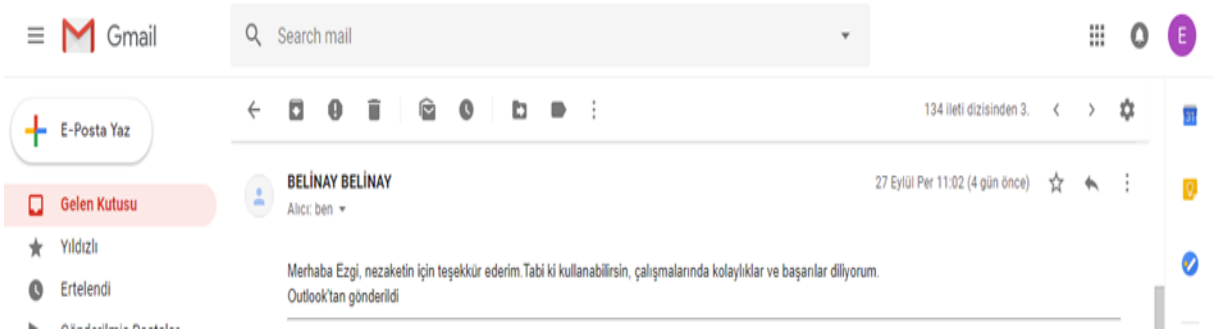 Gmail
Search mail
E
E-Posta Yaz
134 ileti dizisinden 3.
31
Gelen Kutusu
BELİNAY BELİNAY
27 Eylül Per 11:02 (4 gün önce)
Alıcı: ben
Yıldızlı
Merhaba Ezgi, nezaketin için teşekkür ederim.Tabi ki kullanabilirsin, çalışmalarında kolaylıklar ve başarılar diliyorum.
Ertelendi
Outlook'tan gönderildi